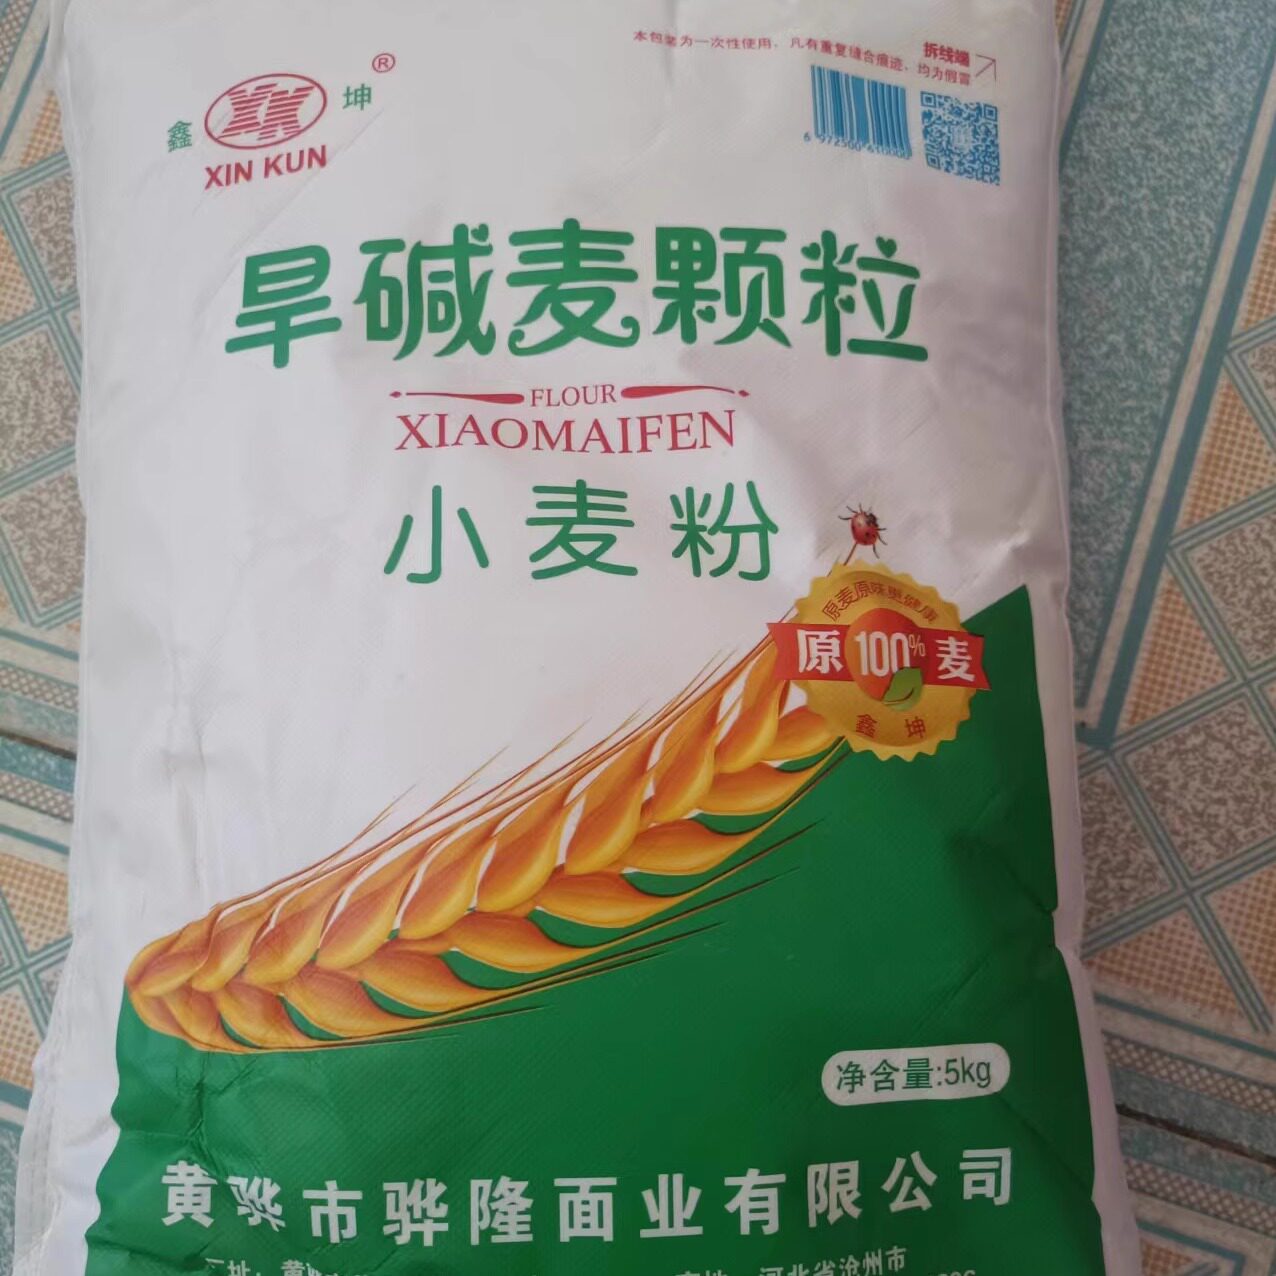 本包装为一次性使用，凡有重复缝合痕迹，均为假冒
拆线端
鑫 XK 坤 ®
XIN KUN
旱碱麦颗粒
FLOUR
XIAOMAIFEN
小麦粉
原麦原味更健康
原 100% 麦
鑫 坤
净含量:5kg
黄骅市骅隆面业有限公司
河北省沧州市